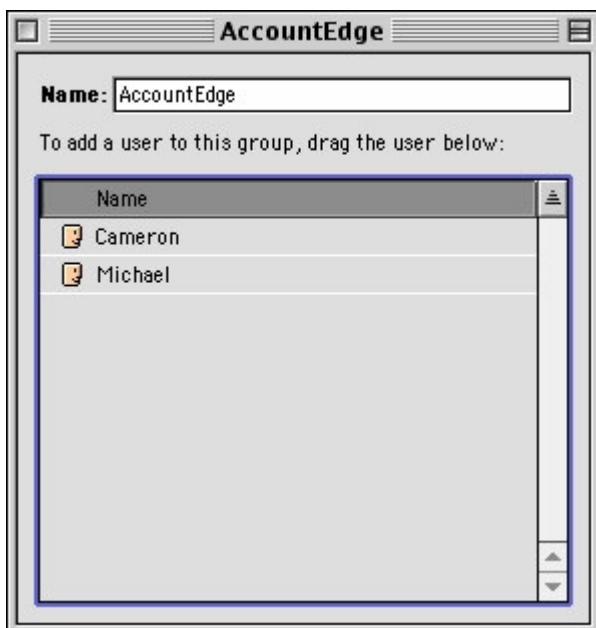 AccountEdge
Name: AccountEdge
To add a user to this group, drag the user below:
Name
Cameron
Michael